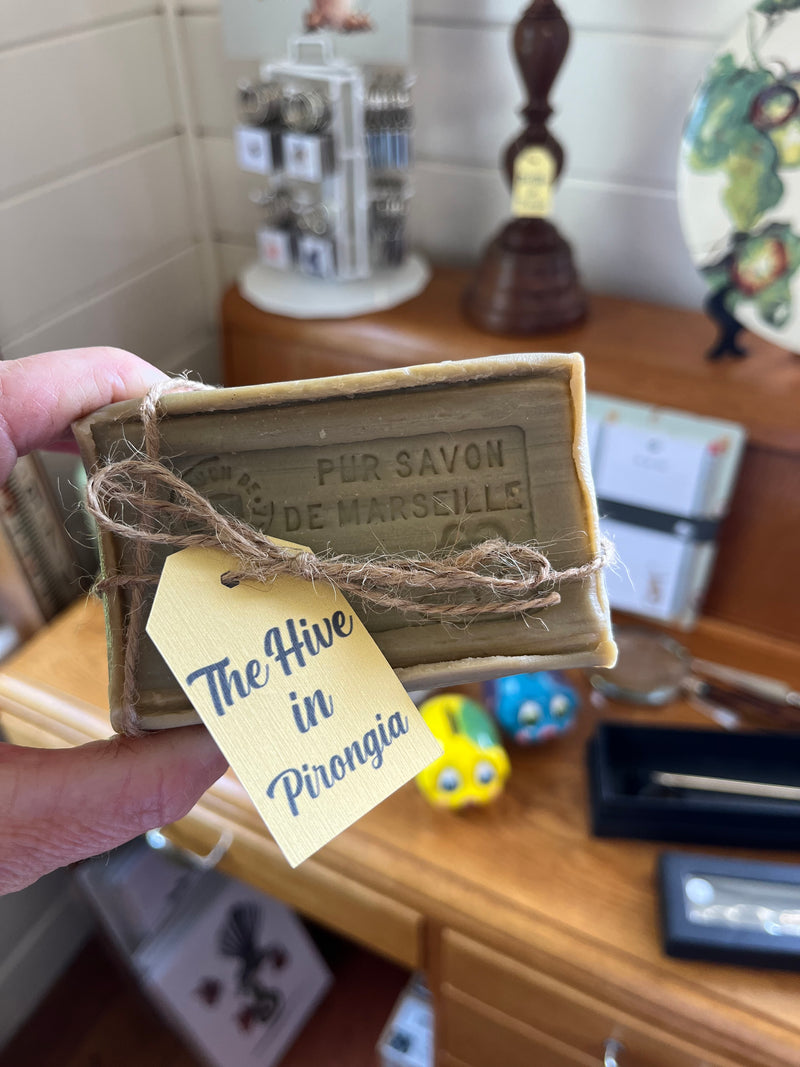 PUR SAVON
DE MARSEILLE
The Hive
in
Pirongia